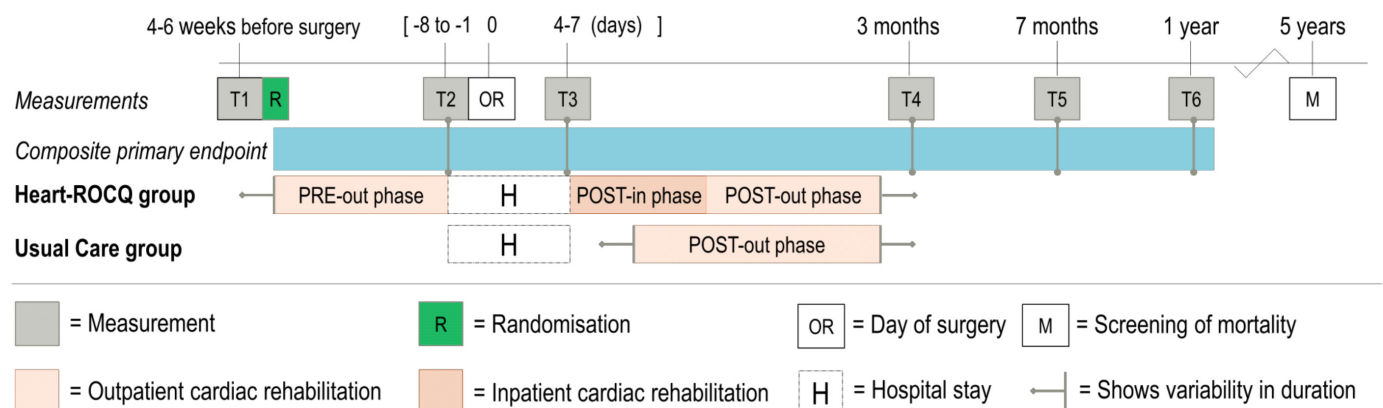 4-6 weeks before surgery [ -8 to -1 0 4-7 (days) ] 3 months 7 months 1 year 5 years
Measurements T1 R T2 OR T3 T4 T5 T6 M
Composite primary endpoint
Heart-ROCQ group PRE-out phase H POST-in phase POST-out phase
Usual Care group H POST-out phase
= Measurement R = Randomisation OR = Day of surgery M = Screening of mortality
= Outpatient cardiac rehabilitation = Inpatient cardiac rehabilitation H = Hospital stay = Shows variability in duration